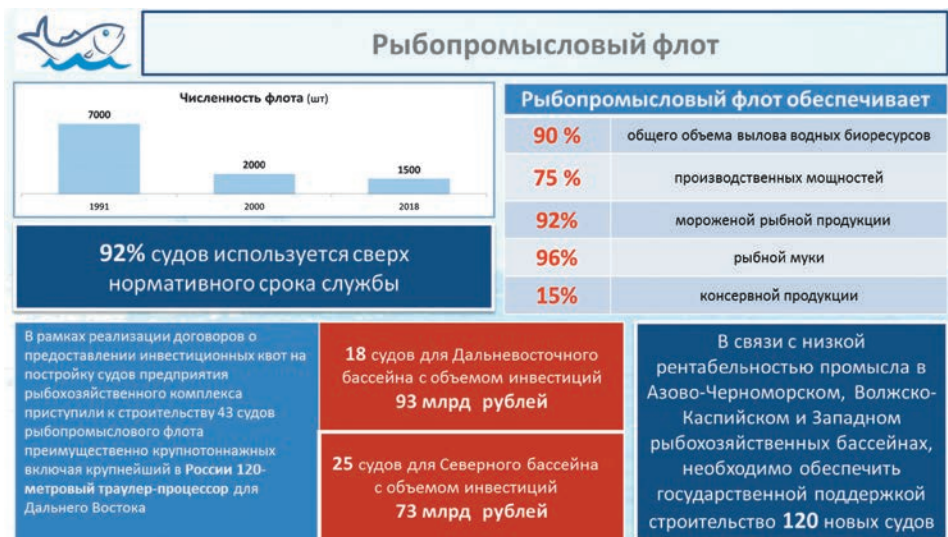 Рыбопромысловый флот
Численность флота (шт)
7000
2000
1500
1991
2000
2018
92% судов используется сверх
нормативного срока службы
Рыбопромысловый флот обеспечивает
90 % общего объема вылова водных биоресурсов
75 % производственных мощностей
92% мороженой рыбной продукции
96% рыбной муки
15% консервной продукции
В рамках реализации договоров о
предоставлении инвестиционных квот на
постройку судов предприятия
рыбохозяйственного комплекса
приступили к строительству 43 судов
рыбопромыслового флота
преимущественно крупнотоннажных
включая крупнейший в России 120-
метровый траулер-процессор для
Дальнего Востока
18 судов для Дальневосточного
бассейна с объемом инвестиций
93 млрд рублей
25 судов для Северного бассейна
с объемом инвестиций
73 млрд рублей
В связи с низкой
рентабельностью промысла в
Азово-Черноморском, Волжско-
Каспийском и Западном
рыбохозяйственных бассейнах,
необходимо обеспечить
государственной поддержкой
строительство 120 новых судов